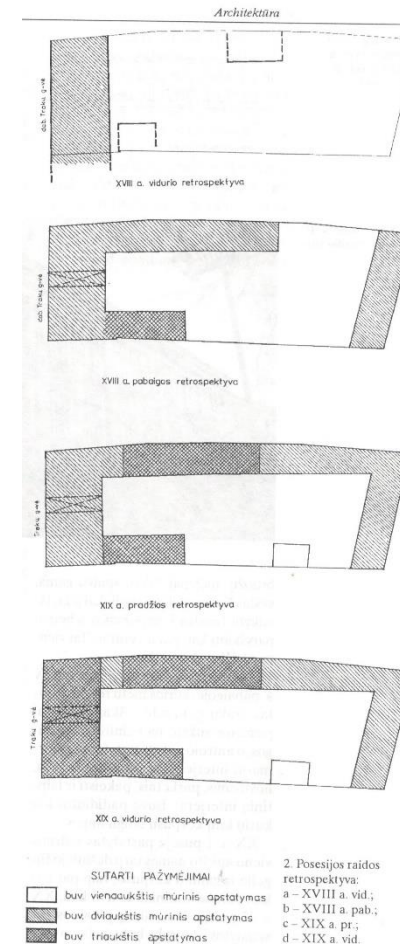 Architektūra
dab. Trakų g-vė
XVIII a. vidurio retrospektyva
dab. Trakų g-vė
XVIII a. pabaigos retrospektyva
Trakų g-vė
XIX a. pradžios retrospektyva
Trakų g-vė
XIX a. vidurio retrospektyva
SUTARTI PAŽYMĖJIMAI
buv. vienaaukštis mūrinis apstatymas
buv. dviaukštis mūrinis apstatymas
buv. triaukštis apstatymas
2. Posesijos raidos
retrospektyva:
a – XVIII a. vid.;
b – XVIII a. pab.;
c – XIX a. pr.;
d – XIX a. vid.